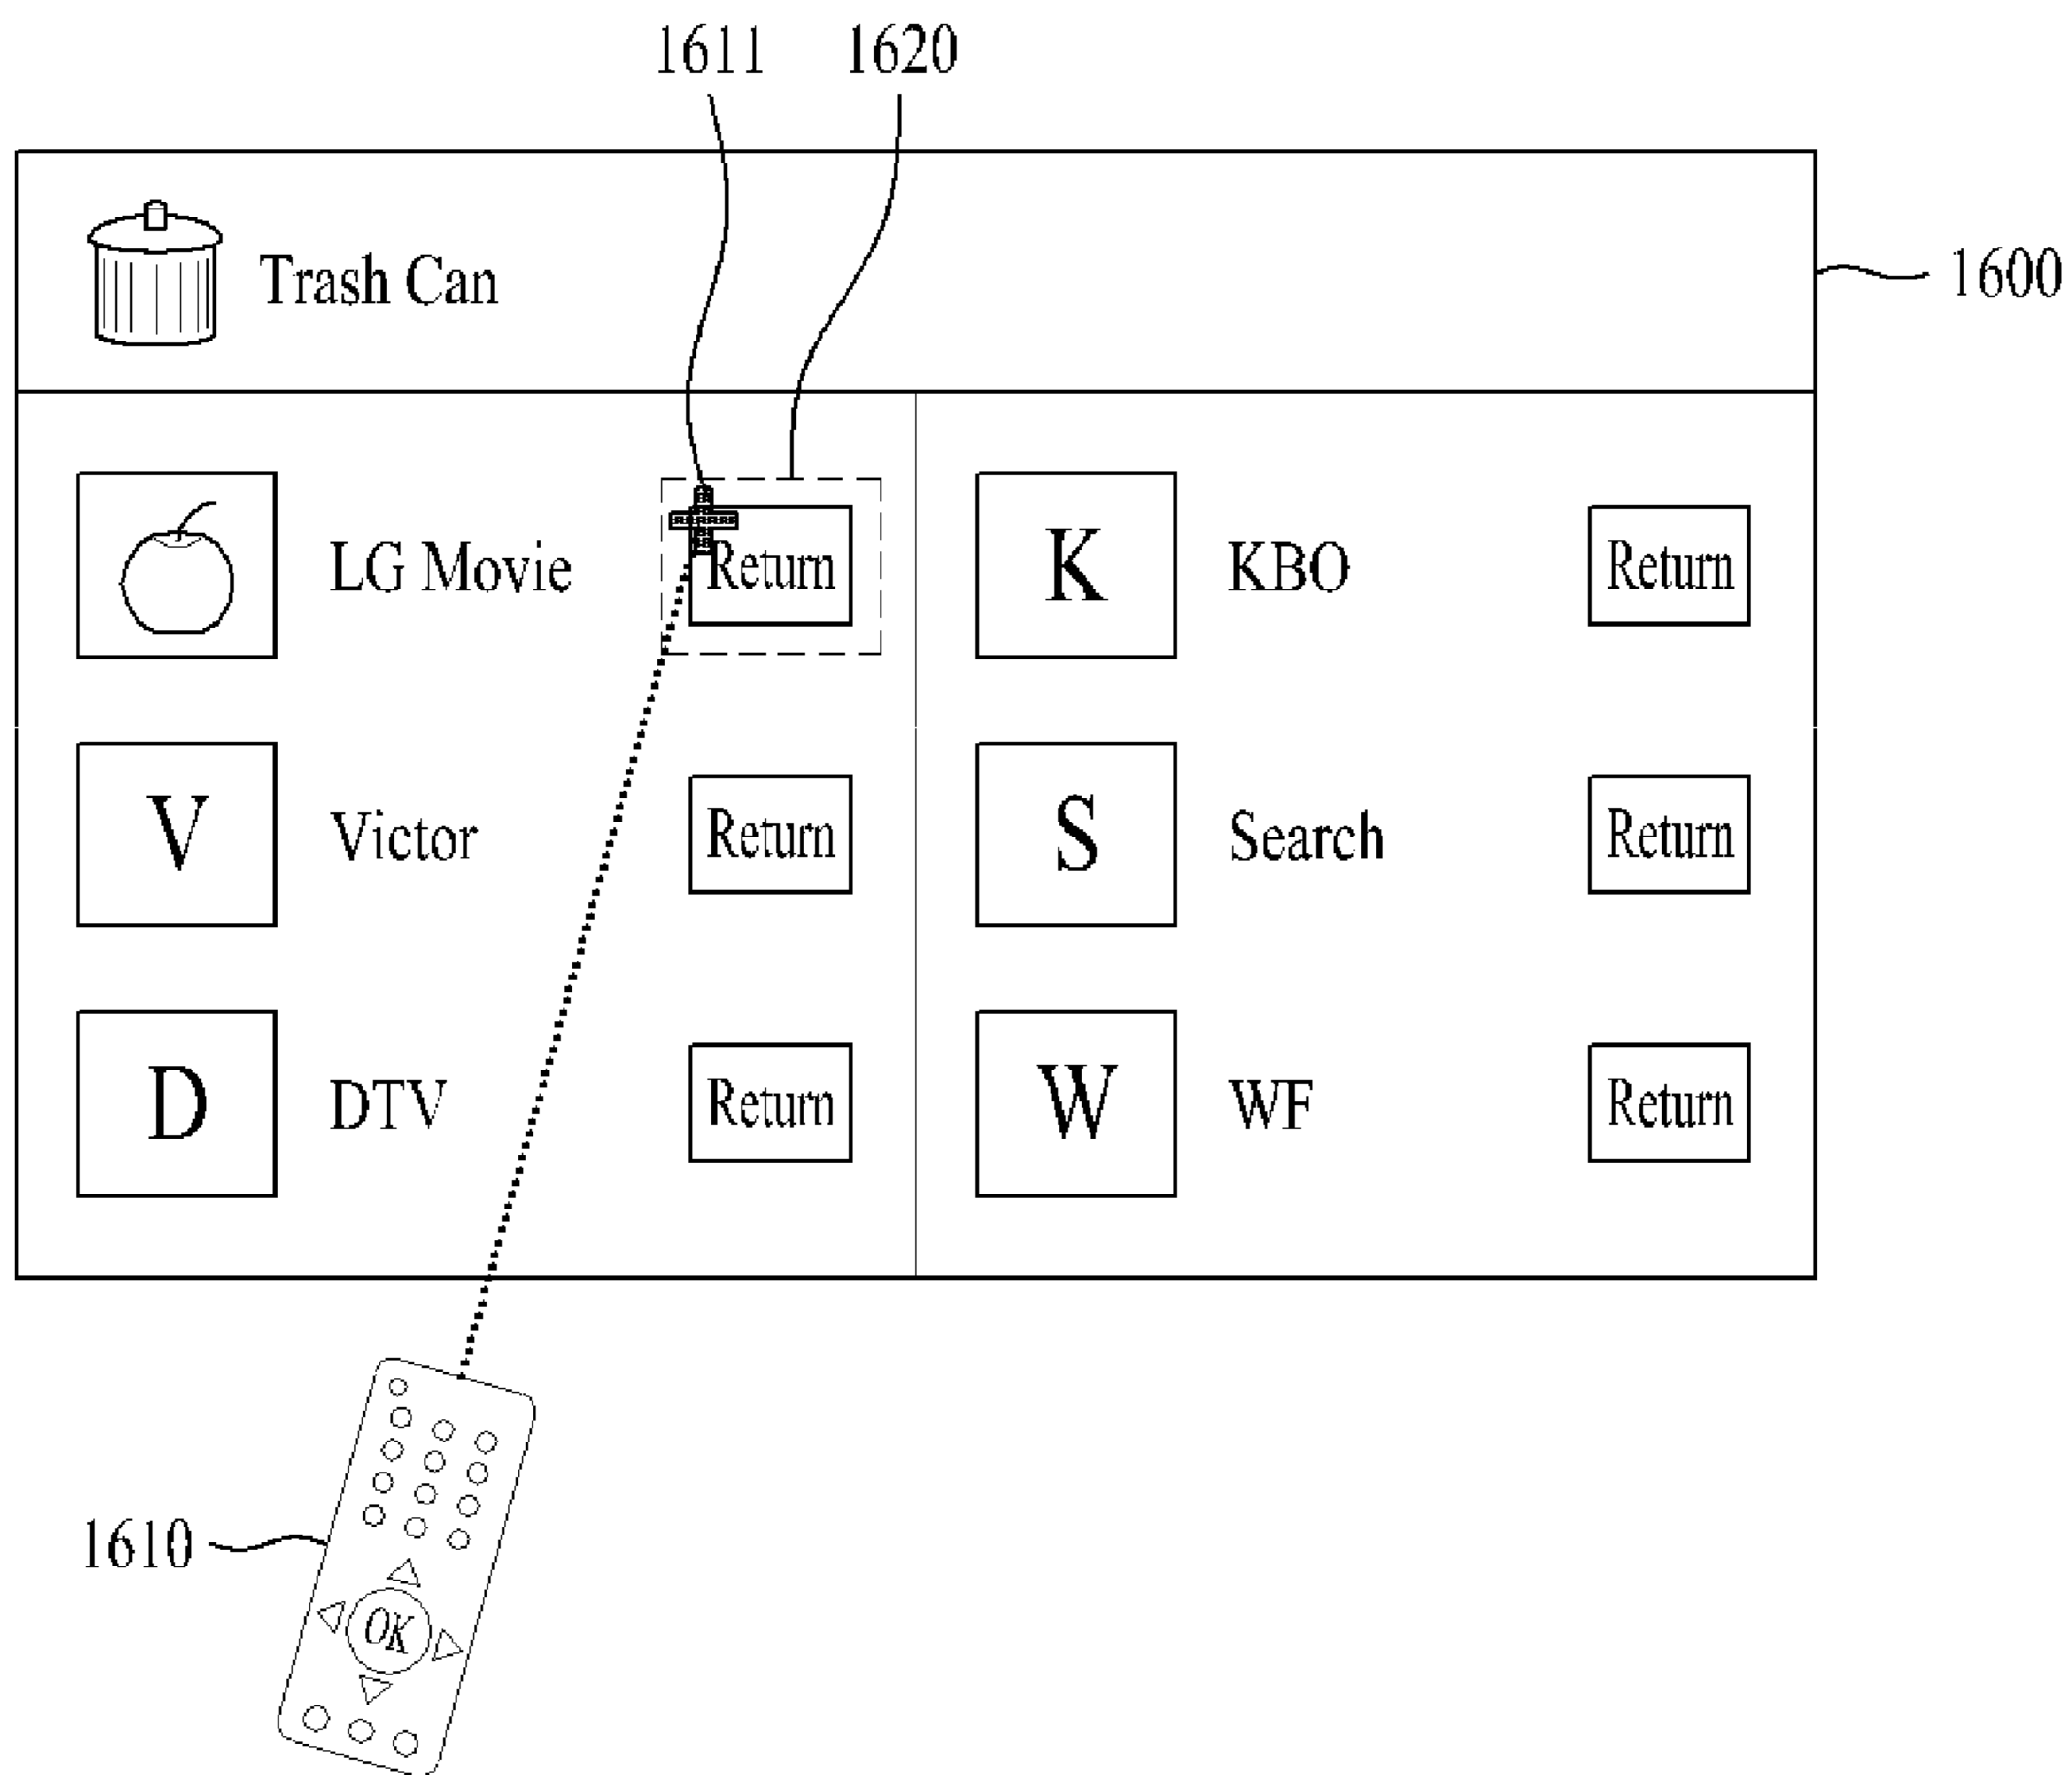 1611 1620
Trash Can
1600
LG Movie Return K KBO Return
V Victor Return S Search Return
D DTV Return W WF Return
1610
OK